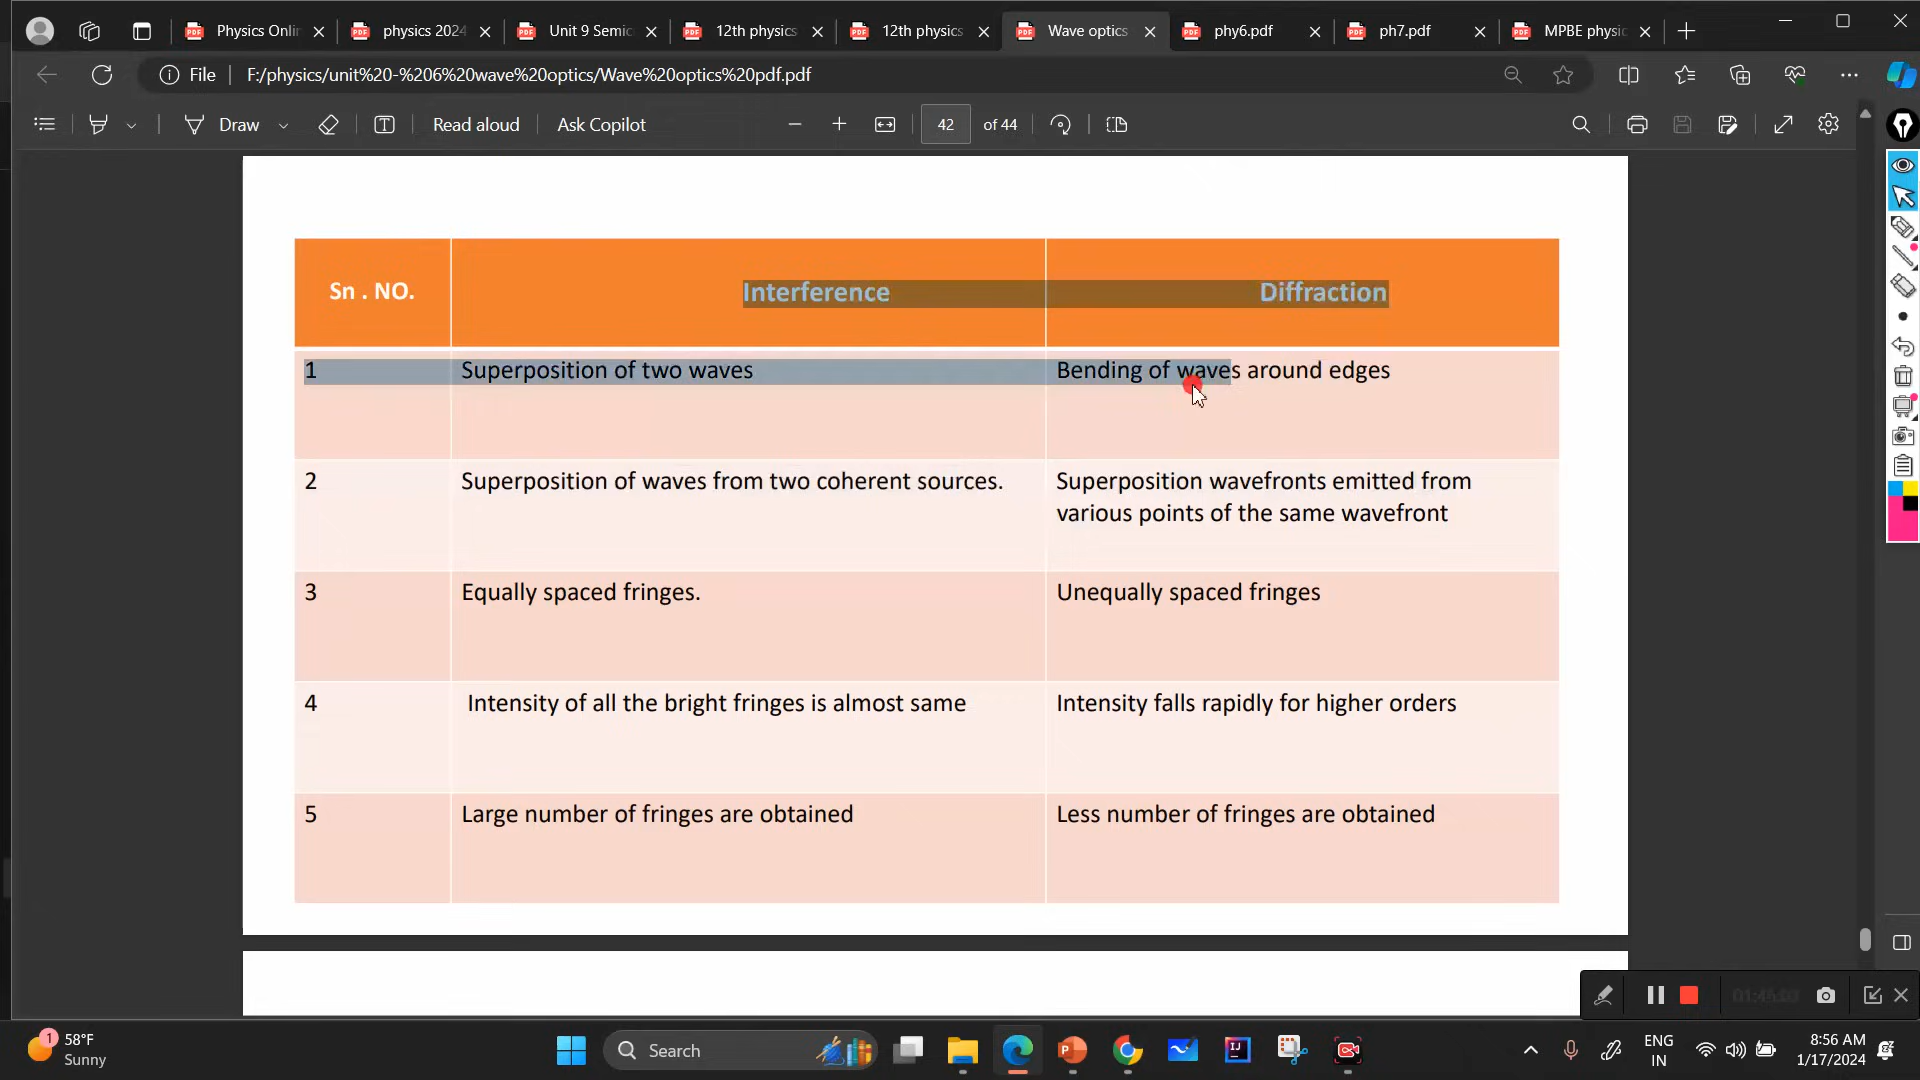 Physics Onlin
physics 2024
Unit 9 Semic
12th physics
12th physics
Wave optics
phy6.pdf
ph7.pdf
MPBE physic
File
F:/physics/unit%20-%206%20wave%20optics/Wave%20optics%20pdf.pdf
Draw
Read aloud
Ask Copilot
42
of 44
Sn . NO.
Interference
Diffraction
1
Superposition of two waves
Bending of waves around edges
2
Superposition of waves from two coherent sources.
Superposition wavefronts emitted from
various points of the same wavefront
3
Equally spaced fringes.
Unequally spaced fringes
4
Intensity of all the bright fringes is almost same
Intensity falls rapidly for higher orders
5
Large number of fringes are obtained
Less number of fringes are obtained
1
58°F
Sunny
Search
ENG
IN
8:56 AM
1/17/2024